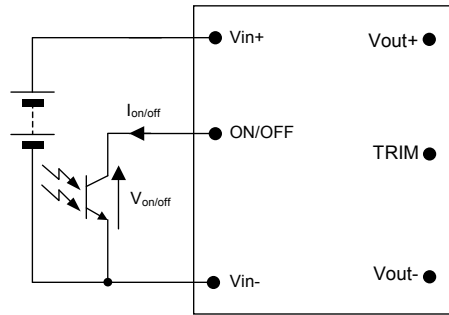 Vin+
Vout+
Ion/off
ON/OFF
TRIM
Von/off
Vin-
Vout-